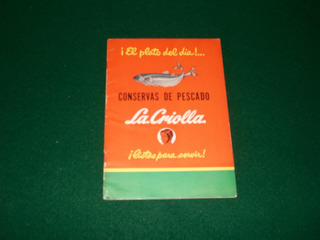 ¡El plato del día!...
CONSERVAS DE PESCADO
La Criolla
¡listas para servir!